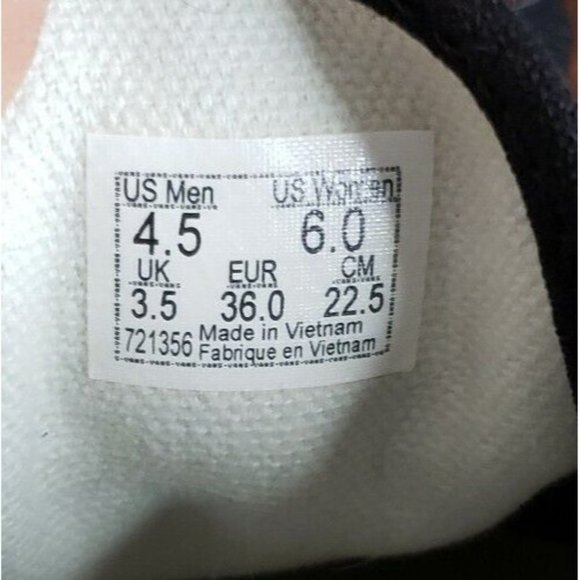 US Men US Women
4.5 6.0
UK EUR CM
3.5 36.0 22.5
721356 Made in Vietnam
Fabrique en Vietnam